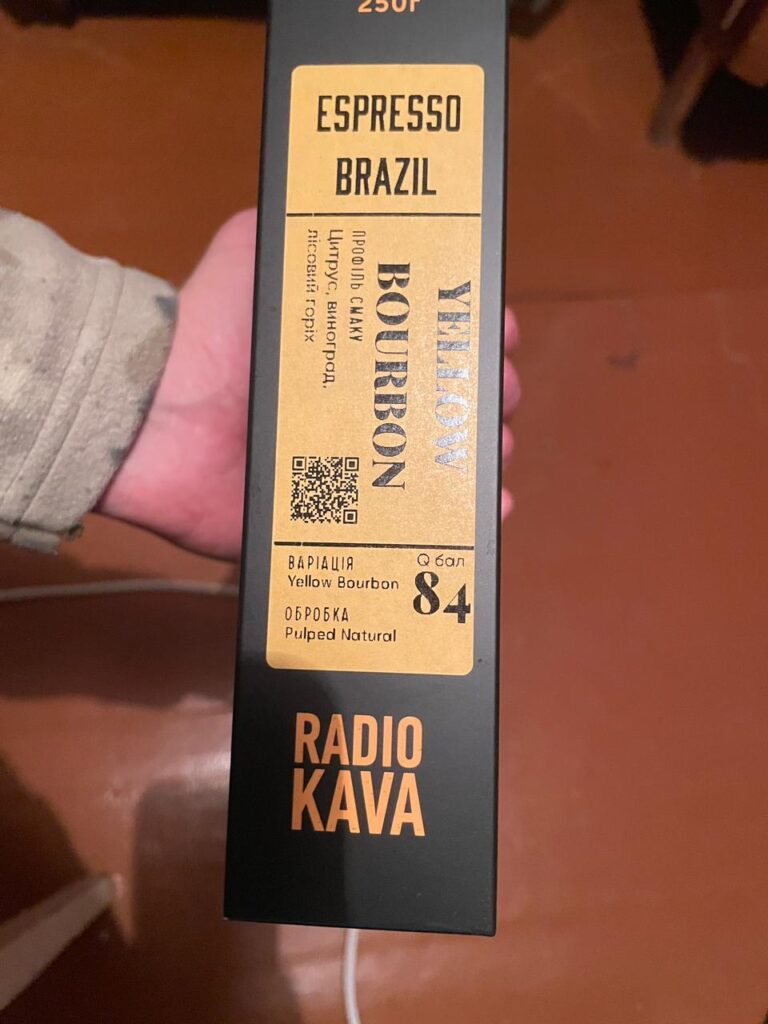 250г
ESPRESSO
BRAZIL
YELLOW
BOURBON
ПРОФІЛЬ СМАКУ
Цитрус, виноград,
лісовий горіх
ВАРІАЦІЯ
Yellow Bourbon
ОБРОБКА
Pulped Natural
Q бал
84
RADIO
KAVA